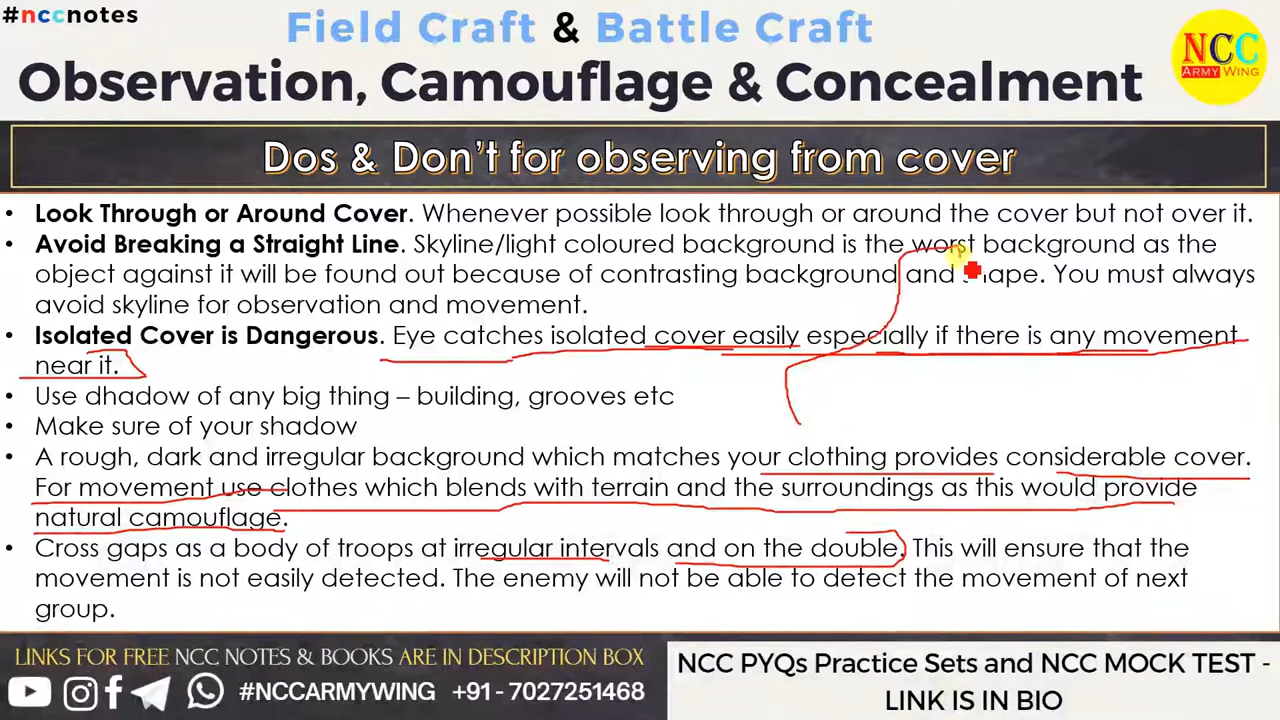 #nccnotes
Field Craft & Battle Craft
Observation, Camouflage & Concealment
NCC
ARMY WING
Dos & Don't for observing from cover
• Look Through or Around Cover. Whenever possible look through or around the cover but not over it.
• Avoid Breaking a Straight Line. Skyline/light coloured background is the worst background as the
object against it will be found out because of contrasting background and shape. You must always
avoid skyline for observation and movement.
• Isolated Cover is Dangerous. Eye catches isolated cover easily especially if there is any movement
near it.
• Use dhadow of any big thing – building, grooves etc
• Make sure of your shadow
• A rough, dark and irregular background which matches your clothing provides considerable cover.
For movement use clothes which blends with terrain and the surroundings as this would provide
natural camouflage.
• Cross gaps as a body of troops at irregular intervals and on the double. This will ensure that the
movement is not easily detected. The enemy will not be able to detect the movement of next
group.
LINKS FOR FREE NCC NOTES & BOOKS ARE IN DESCRIPTION BOX
#NCCARMYWING +91 - 7027251468
NCC PYQs Practice Sets and NCC MOCK TEST -
LINK IS IN BIO